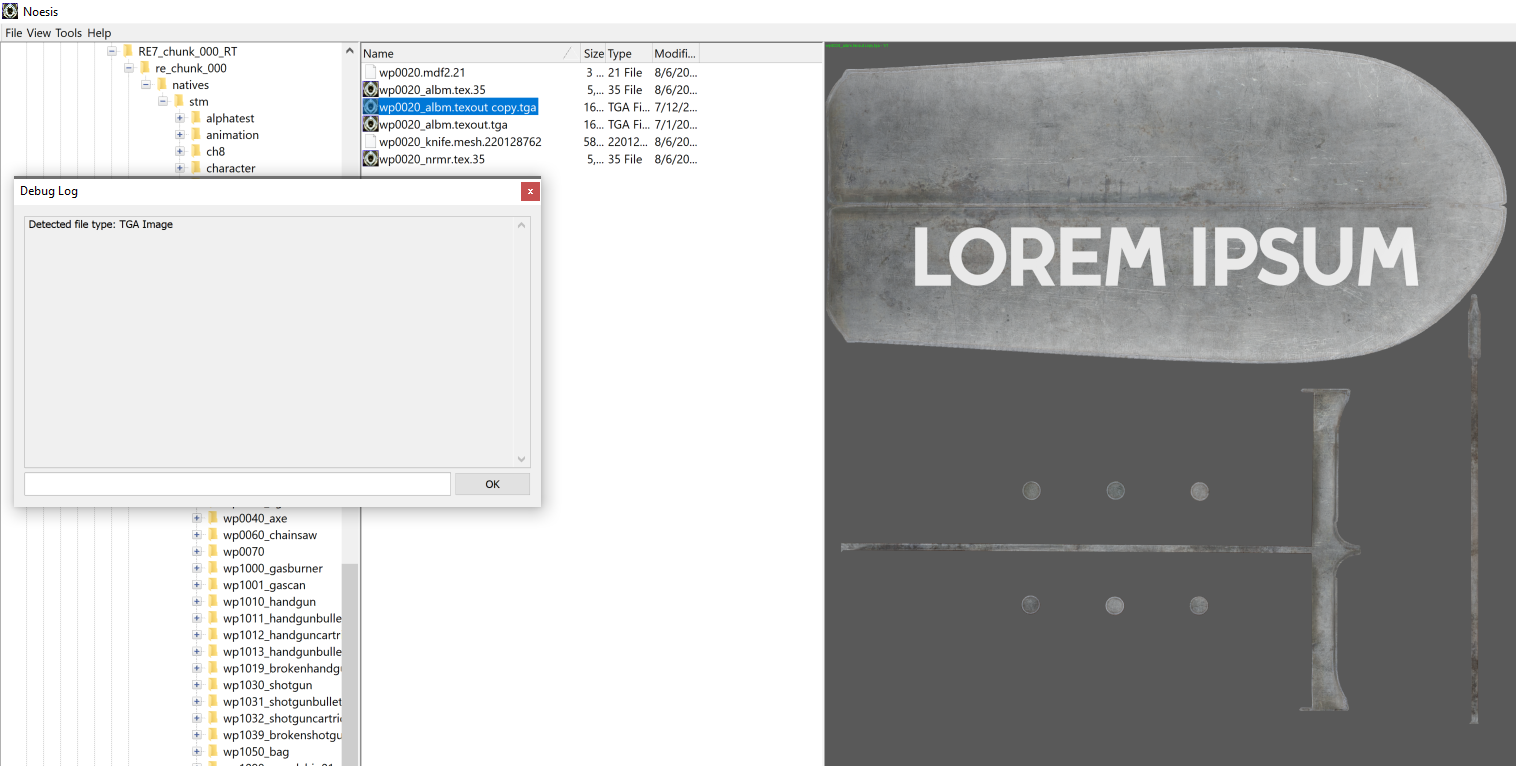 Noesis
File View Tools Help
RE7_chunk_000_RT
re_chunk_000
natives
stm
alphatest
animation
ch8
character
Name Size Type Modifi...
wp0020.mdf2.21 3 ... 21 File 8/6/20...
wp0020_albm.tex.35 5,... 35 File 8/6/20...
wp0020_albm.texout copy.tga 16... TGA Fi... 7/12/2...
wp0020_albm.texout.tga 16... TGA Fi... 7/1/20...
wp0020_knife.mesh.220128762 58... 22012... 8/6/20...
wp0020_nrmr.tex.35 5,... 35 File 8/6/20...
Debug Log
x
Detected file type: TGA Image
OK
wp0040_axe
wp0060_chainsaw
wp0070
wp1000_gasburner
wp1001_gascan
wp1010_handgun
wp1011_handgunbulle
wp1012_handguncartr
wp1013_handgunbulle
wp1019_brokenhandg
wp1030_shotgun
wp1031_shotgunbullet
wp1032_shotguncartri
wp1039_brokenshotgu
wp1050_bag
LOREM IPSUM